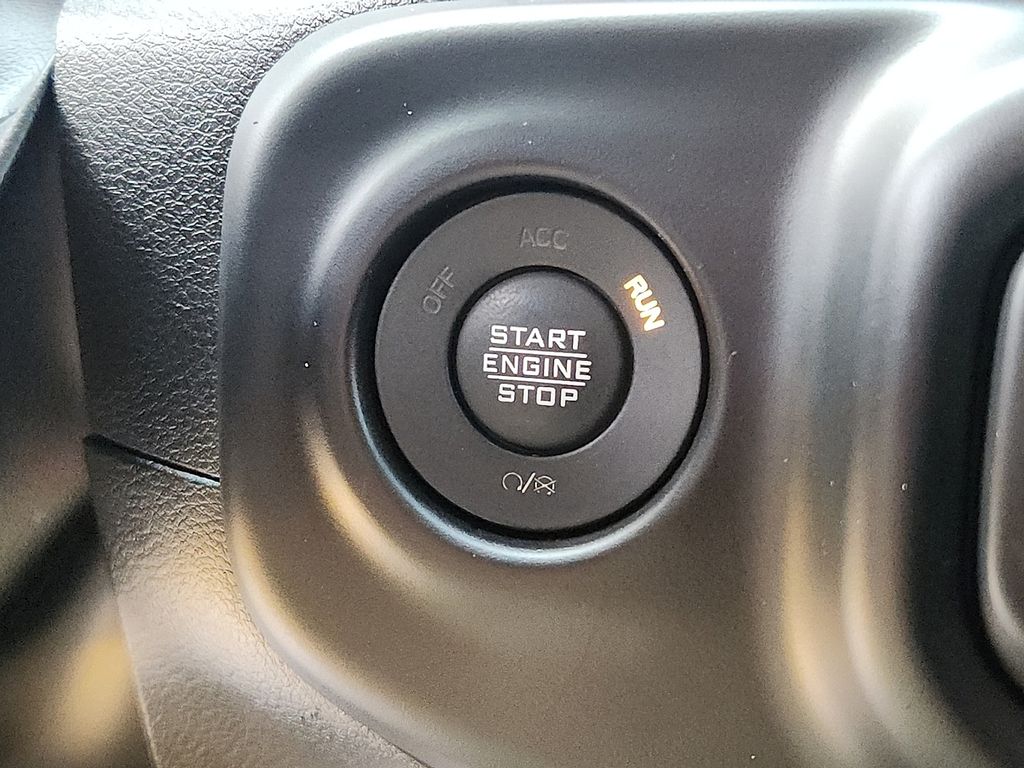 OFF
ACC
RUN
START
ENGINE
STOP